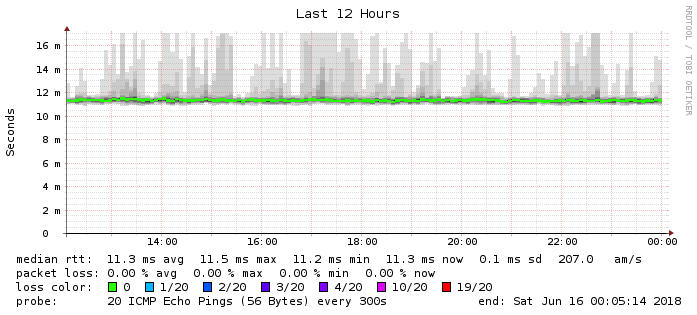 Last 12 Hours
RRDTOOL / TOBI OETIKER
Seconds
16 m
14 m
12 m
10 m
8 m
6 m
4 m
2 m
0
14:00 16:00 18:00 20:00 22:00 00:00
median rtt: 11.3 ms avg 11.5 ms max 11.2 ms min 11.3 ms now 0.1 ms sd 207.0 am/s
packet loss: 0.00 % avg 0.00 % max 0.00 % min 0.00 % now
loss color: 0 1/20 2/20 3/20 4/20 10/20 19/20
probe: 20 ICMP Echo Pings (56 Bytes) every 300s end: Sat Jun 16 00:05:14 2018